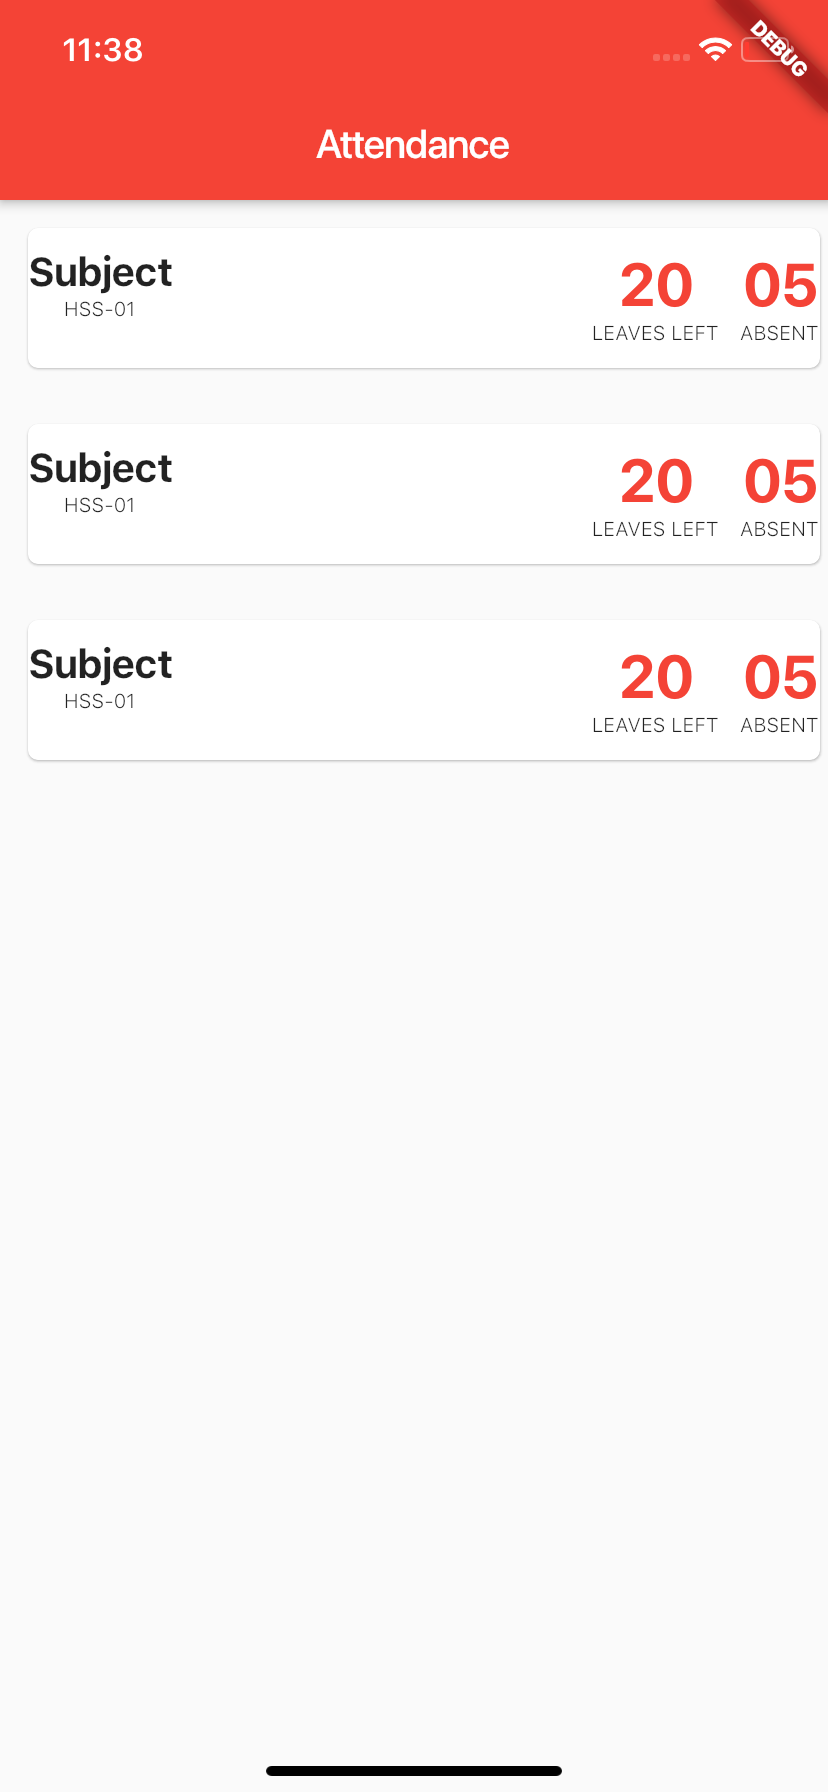 11:38
DEBUG
Attendance
Subject
HSS-01
20
LEAVES LEFT
05
ABSENT
Subject
HSS-01
20
LEAVES LEFT
05
ABSENT
Subject
HSS-01
20
LEAVES LEFT
05
ABSENT